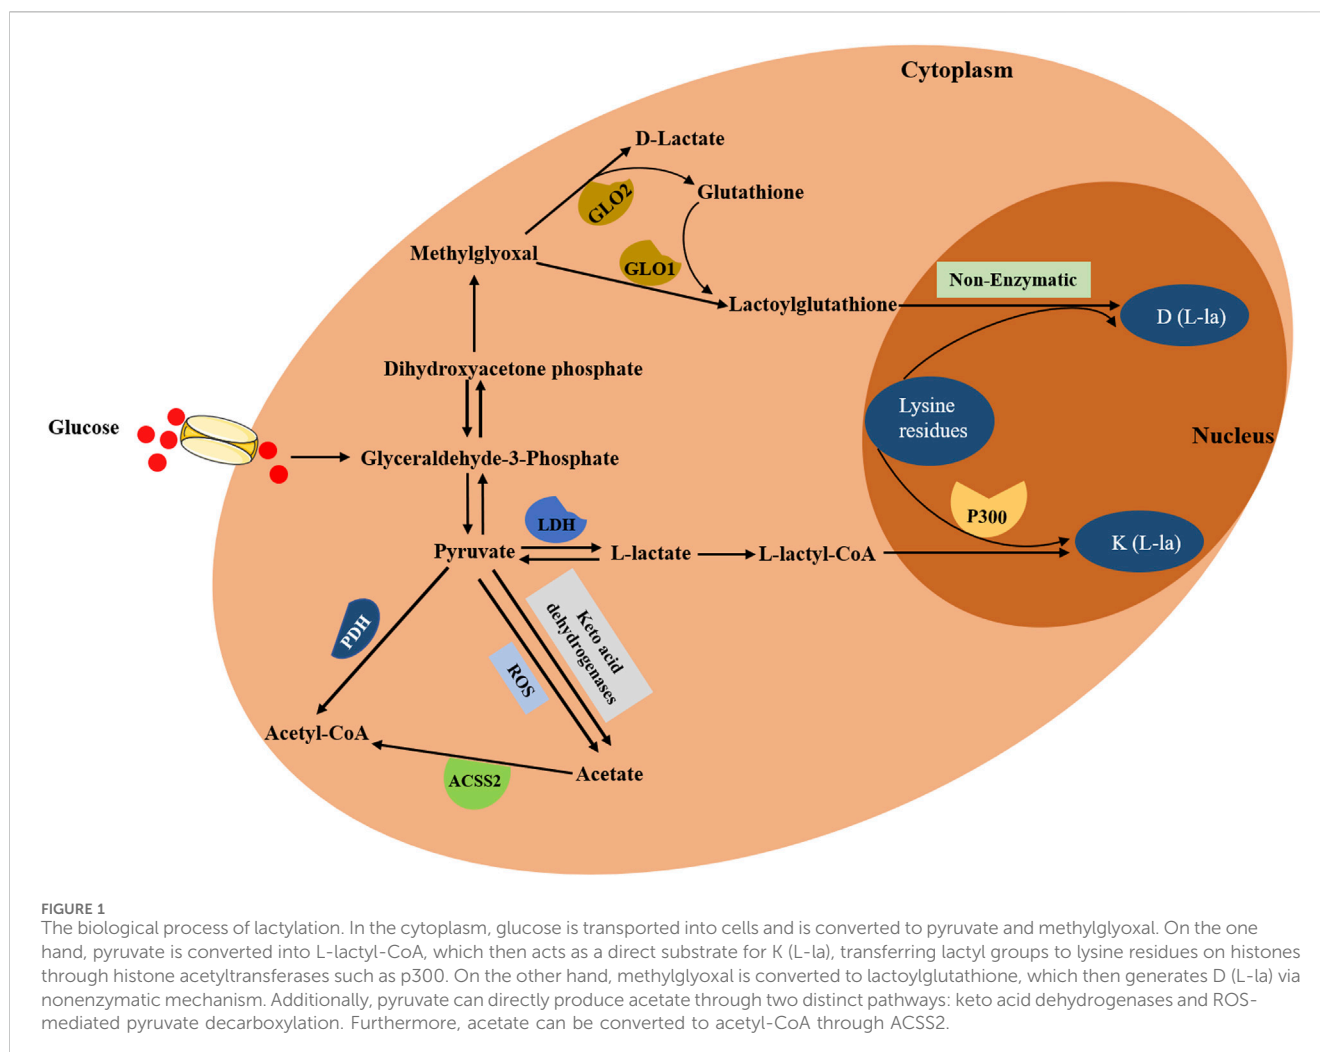 Cytoplasm
D-Lactate
GLO2
Glutathione
Methylglyoxal
GLO1
Lactoylglutathione
Non-Enzymatic
D (L-la)
Dihydroxyacetone phosphate
Lysine
residues
Glucose
Nucleus
Glyceraldehyde-3-Phosphate
P300
LDH
Pyruvate
L-lactate
L-lactyl-CoA
K (L-la)
PDH
Keto acid
dehydrogenases
ROS
Acetyl-CoA
ACSS2
Acetate
FIGURE 1
The biological process of lactylation. In the cytoplasm, glucose is transported into cells and is converted to pyruvate and methylglyoxal. On the one
hand, pyruvate is converted into L-lactyl-CoA, which then acts as a direct substrate for K (L-la), transferring lactyl groups to lysine residues on histones
through histone acetyltransferases such as p300. On the other hand, methylglyoxal is converted to lactoylglutathione, which then generates D (L-la) via
nonenzymatic mechanism. Additionally, pyruvate can directly produce acetate through two distinct pathways: keto acid dehydrogenases and ROS-
mediated pyruvate decarboxylation. Furthermore, acetate can be converted to acetyl-CoA through ACSS2.